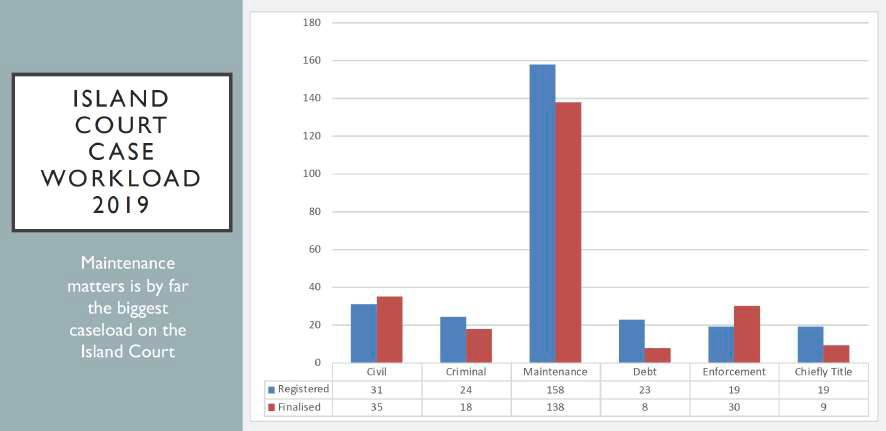 ISLAND
COURT
CASE
WORKLOAD
2019
Maintenance
matters is by far
the biggest
caseload on the
Island Court
180
160
140
120
100
80
60
40
20
0
Civil Criminal Maintenance Debt Enforcement Chiefly Title
Registered 31 24 158 23 19 19
Finalised 35 18 138 8 30 9